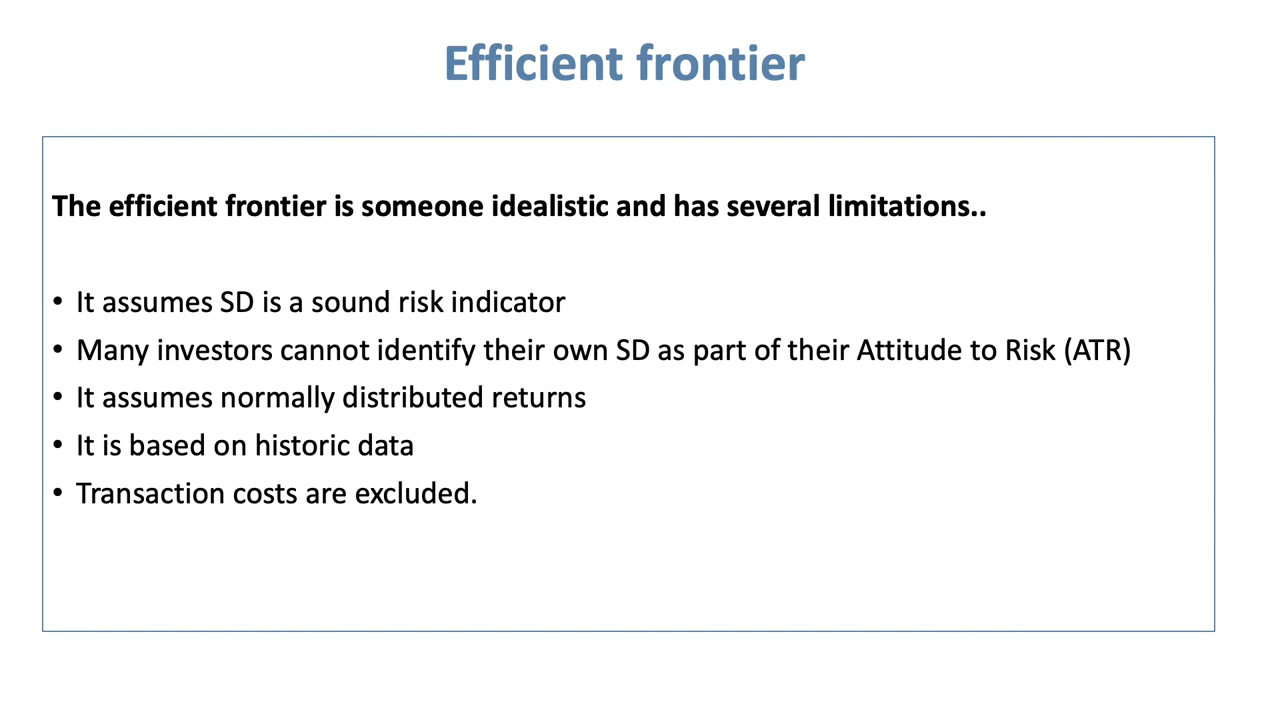 Efficient frontier
The efficient frontier is someone idealistic and has several limitations..
• It assumes SD is a sound risk indicator
• Many investors cannot identify their own SD as part of their Attitude to Risk (ATR)
• It assumes normally distributed returns
• It is based on historic data
• Transaction costs are excluded.